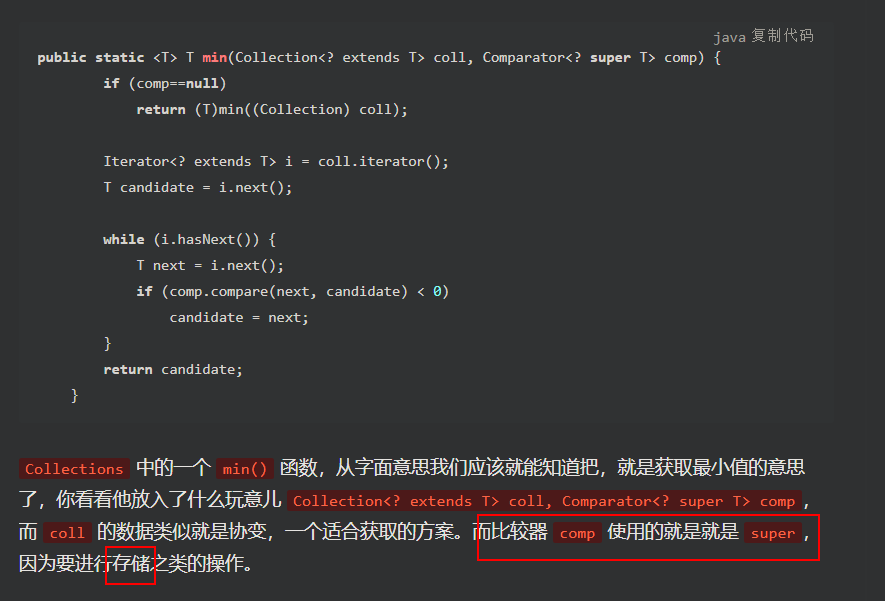 java 复制代码
public static <T> T min(Collection<? extends T> coll, Comparator<? super T> comp) {
if (comp==null)
return (T)min((Collection) coll);
Iterator<? extends T> i = coll.iterator();
T candidate = i.next();
while (i.hasNext()) {
T next = i.next();
if (comp.compare(next, candidate) < 0)
candidate = next;
}
return candidate;
}
Collections 中的一个 min() 函数，从字面意思我们应该就能知道把，就是获取最小值的意思
了，你看看他放入了什么玩意儿 Collection<? extends T> coll, Comparator<? super T> comp ，
而 coll 的数据类似就是协变，一个适合获取的方案。而比较器 comp 使用的就是就是 super ，
因为要进行存储之类的操作。